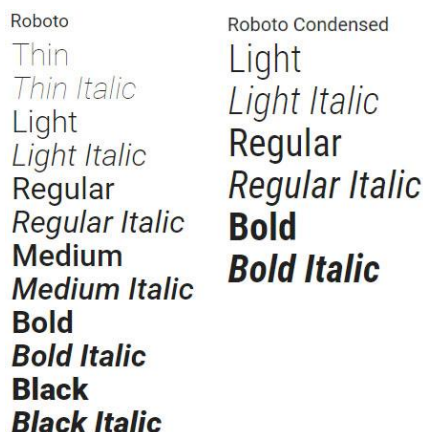 Roboto
Thin
Thin Italic
Light
Light Italic
Regular
Regular Italic
Medium
Medium Italic
Bold
Bold Italic
Black
Black Italic
Roboto Condensed
Light
Light Italic
Regular
Regular Italic
Bold
Bold Italic